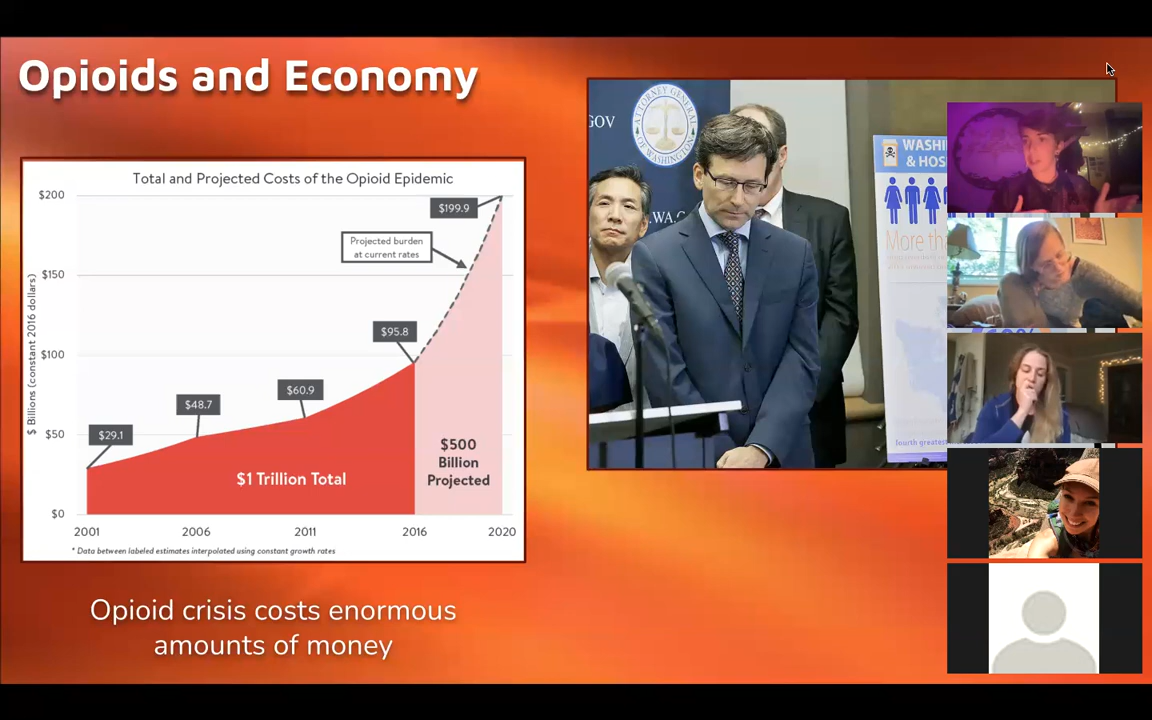 Opioids and Economy
Total and Projected Costs of the Opioid Epidemic
$ Billions (constant 2016 dollars)
$200
$150
$100
$50
$0
$29.1
$48.7
$60.9
$95.8
$199.9
Projected burden
at current rates
$1 Trillion Total
$500
Billion
Projected
2001
2006
2011
2016
2020
* Data between labeled estimates interpolated using constant growth rates
Opioid crisis costs enormous
amounts of money
GOV
ATTORNEY GENERAL
OF WASHINGTON
.WA.
WASHI
& HOS
More th
fourth greates